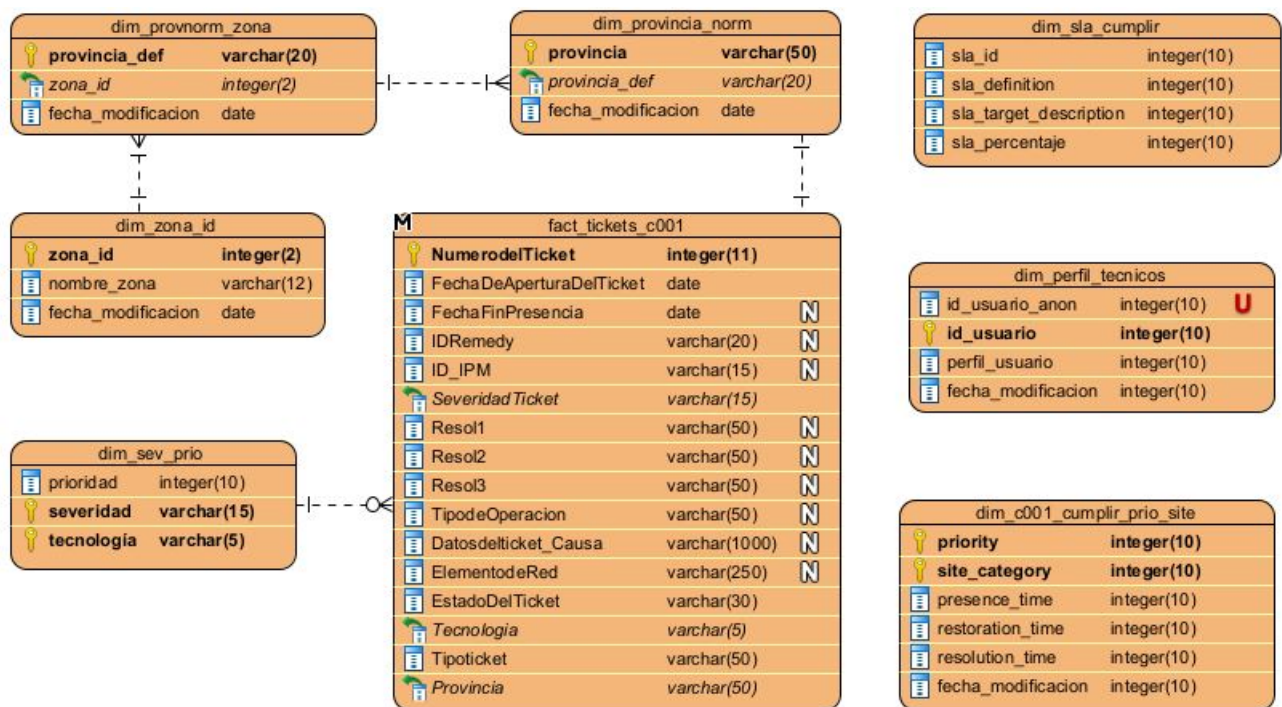 dim_provnorm_zona
provincia_def varchar(20)
zona_id integer(2)
fecha_modificacion date
dim_provincia_norm
provincia varchar(50)
provincia_def varchar(20)
fecha_modificacion date
dim_sla_cumplir
sla_id integer(10)
sla_definition integer(10)
sla_target_description integer(10)
sla_percentaje integer(10)
dim_zona_id
zona_id integer(2)
nombre_zona varchar(12)
fecha_modificacion date
M
fact_tickets_c001
NumerodelTicket integer(11)
FechaDeAperturaDelTicket date
FechaFinPresencia date N
IDRemedy varchar(20) N
ID_IPM varchar(15) N
SeveridadTicket varchar(15)
Resol1 varchar(50) N
Resol2 varchar(50) N
Resol3 varchar(50) N
TipodeOperacion varchar(50) N
Datosdelticket_Causa varchar(1000) N
ElementodeRed varchar(250) N
EstadoDelTicket varchar(30)
Tecnologia varchar(5)
Tipoticket varchar(50)
Provincia varchar(50)
dim_perfil_tecnicos
id_usuario_anon integer(10) U
id_usuario integer(10)
perfil_usuario integer(10)
fecha_modificacion integer(10)
dim_sev_prio
prioridad integer(10)
severidad varchar(15)
tecnología varchar(5)
dim_c001_cumplir_prio_site
priority integer(10)
site_category integer(10)
presence_time integer(10)
restoration_time integer(10)
resolution_time integer(10)
fecha_modificacion integer(10)